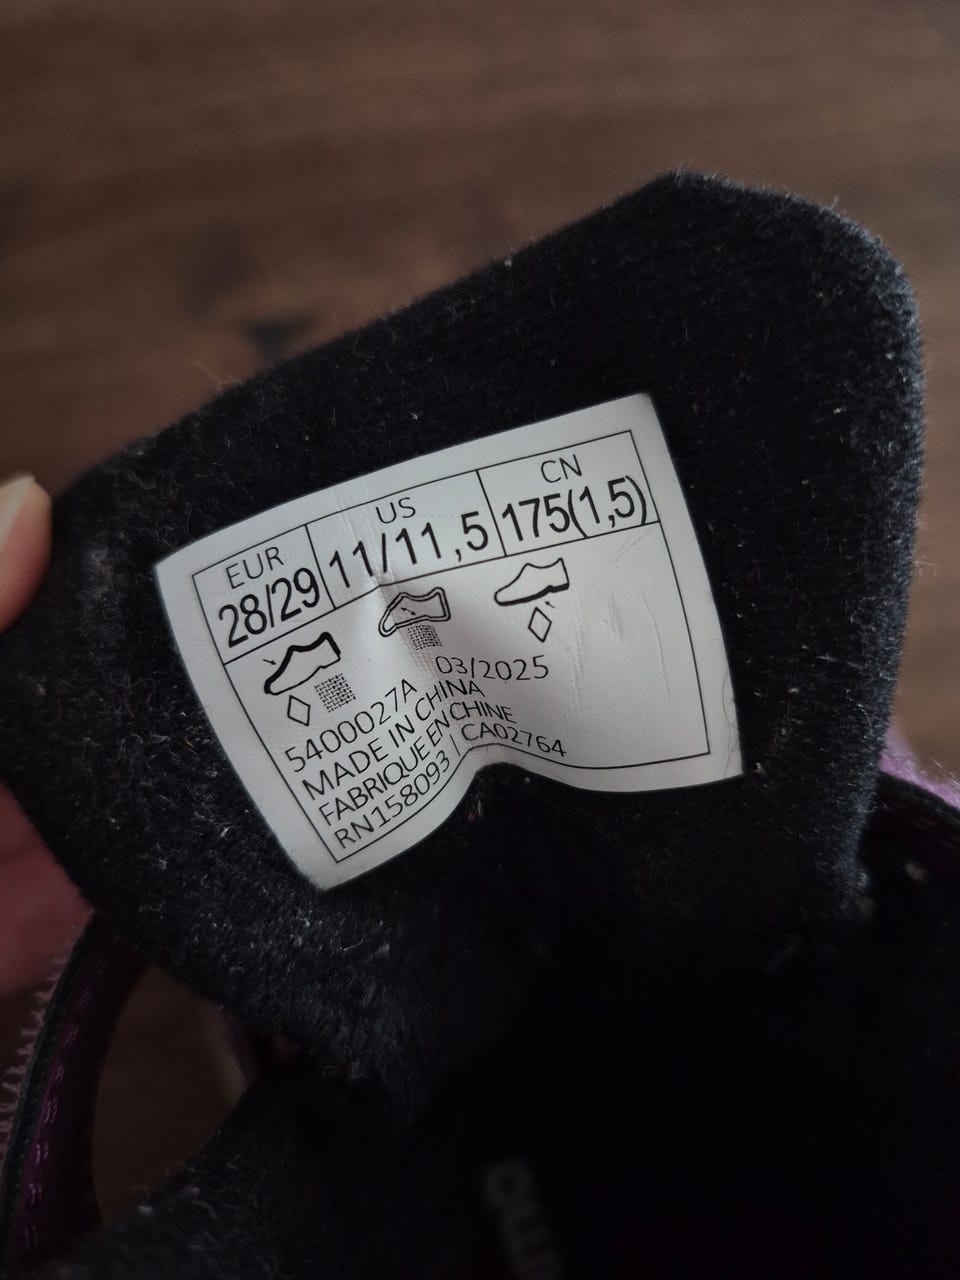 EUR US CN
28/29 11/11,5 175(1,5)
03/2025
5400027A
MADE IN CHINA
FABRIQUE EN CHINE
RN158093 | CA02764